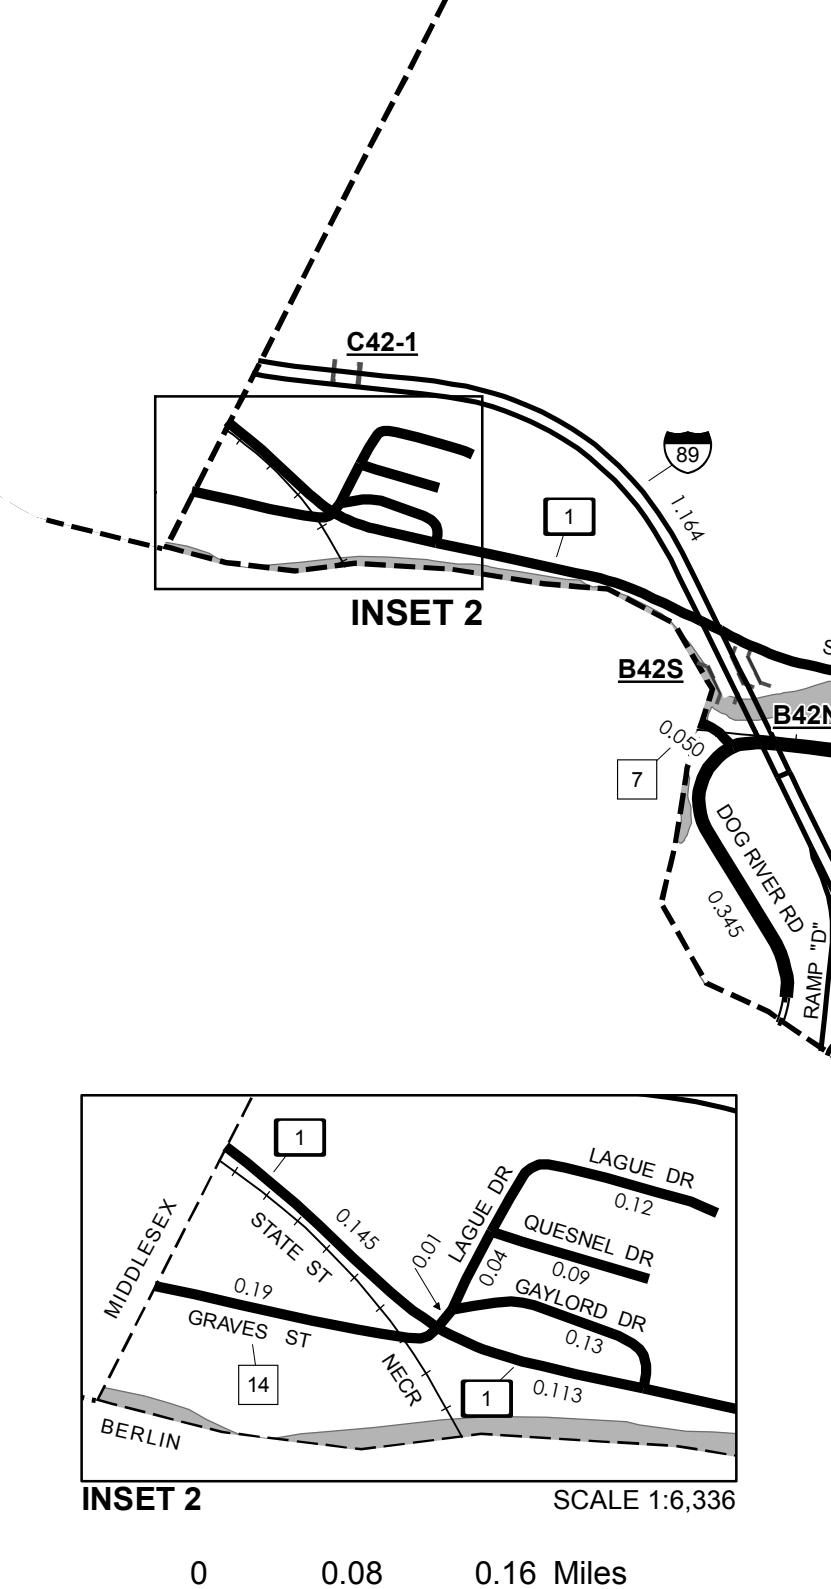 C42-1
89
1.164
1
INSET 2
B42S
B42N
0.050
7
DOG RIVER RD
0.345
RAMP "D"
1
LAGUE DR
LAGUE DR
0.12
MIDDLESEX
STATE ST
0.145
0.01
QUESNEL DR
0.04
0.09
0.19
GAYLORD DR
GRAVES ST
0.13
14
NECR
1
0.113
BERLIN
INSET 2
SCALE 1:6,336
0 0.08 0.16 Miles